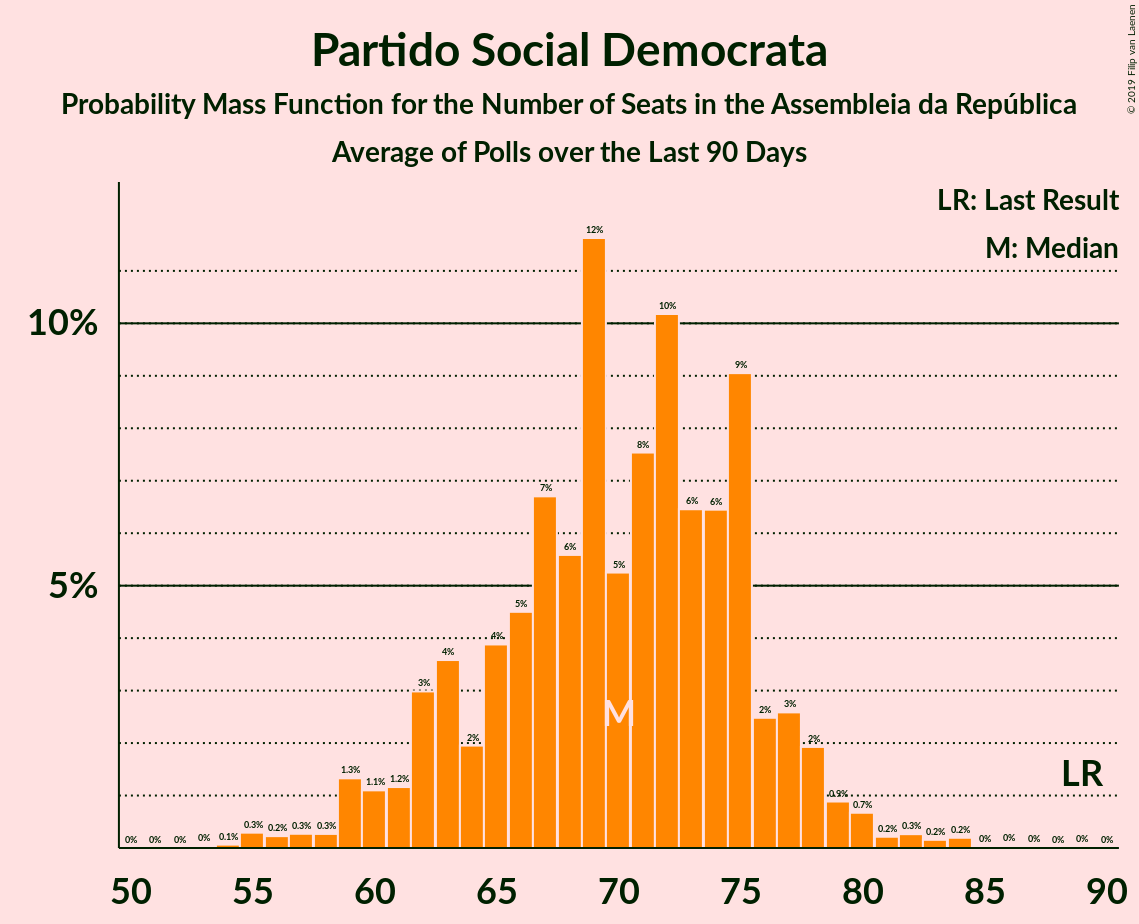 Partido Social Democrata
Probability Mass Function for the Number of Seats in the Assembleia da República
Average of Polls over the Last 90 Days
© 2019 Filip van Laenen
LR: Last Result
M: Median
10%
5%
0% 0% 0% 0% 0.1% 0.3% 0.2% 0.3% 0.3% 1.3% 1.1% 1.2% 3% 4% 2% 4% 5% 7% 6% 12% 5% 8% 10% 6% 6% 9% 2% 3% 2% 0.9% 0.7% 0.2% 0.3% 0.2% 0.2% 0% 0% 0% 0% 0% 0%
M
LR
50 55 60 65 70 75 80 85 90